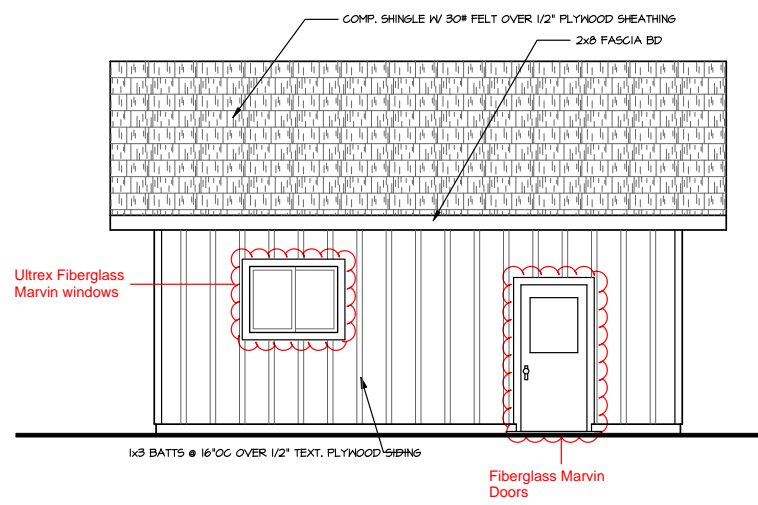 COMP. SHINGLE W/ 30# FELT OVER 1/2" PLYWOOD SHEATHING
2x8 FASCIA BD
Ultrex Fiberglass
Marvin windows
1x3 BATTS @ 16"OC OVER 1/2" TEXT. PLYWOOD SIDING
Fiberglass Marvin
Doors